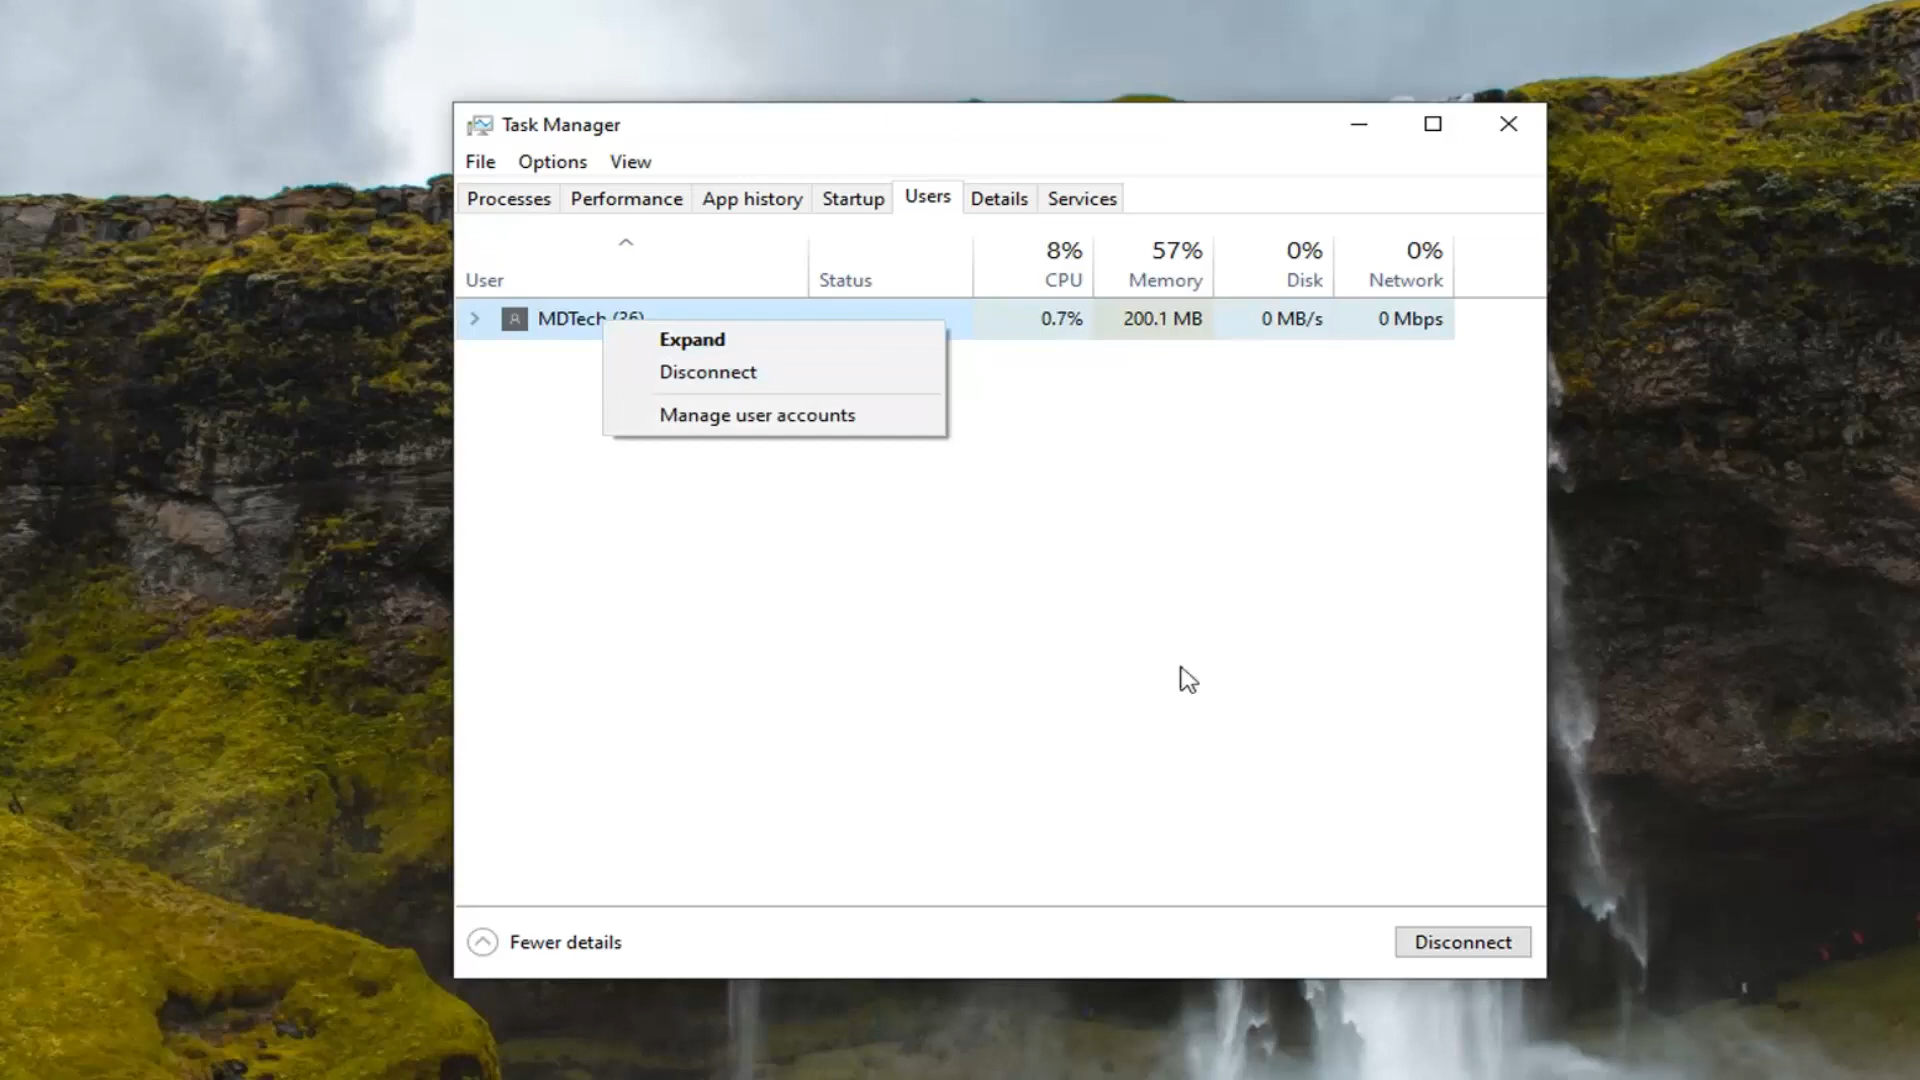 Task Manager
File Options View
Processes Performance App history Startup Users Details Services
8% 57% 0% 0%
User Status CPU Memory Disk Network
MDTech (36) 0.7% 200.1 MB 0 MB/s 0 Mbps
Expand
Disconnect
Manage user accounts
Fewer details Disconnect